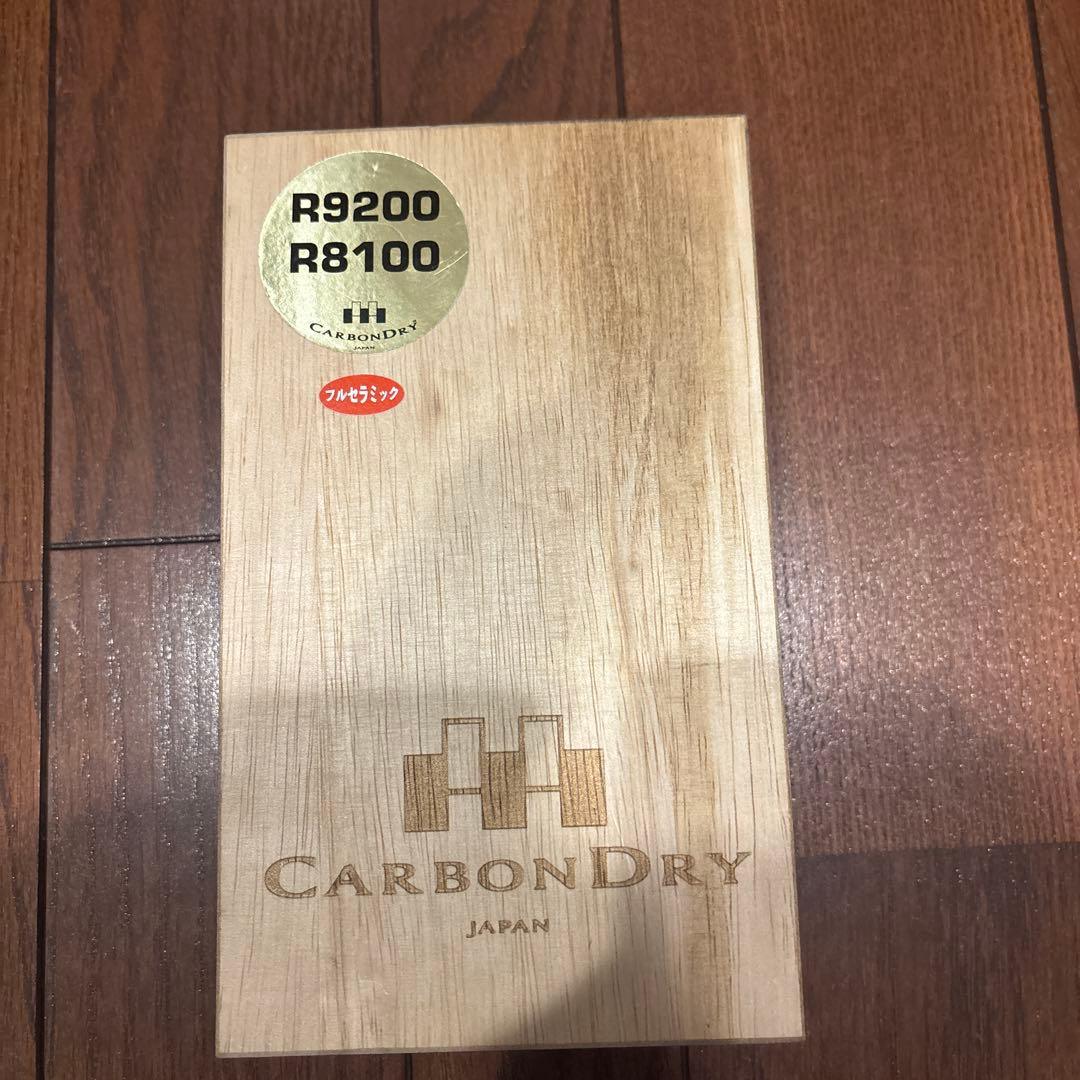 R9200
R8100
CARBONDRY
JAPAN
フルセラミック
CARBONDRY
JAPAN